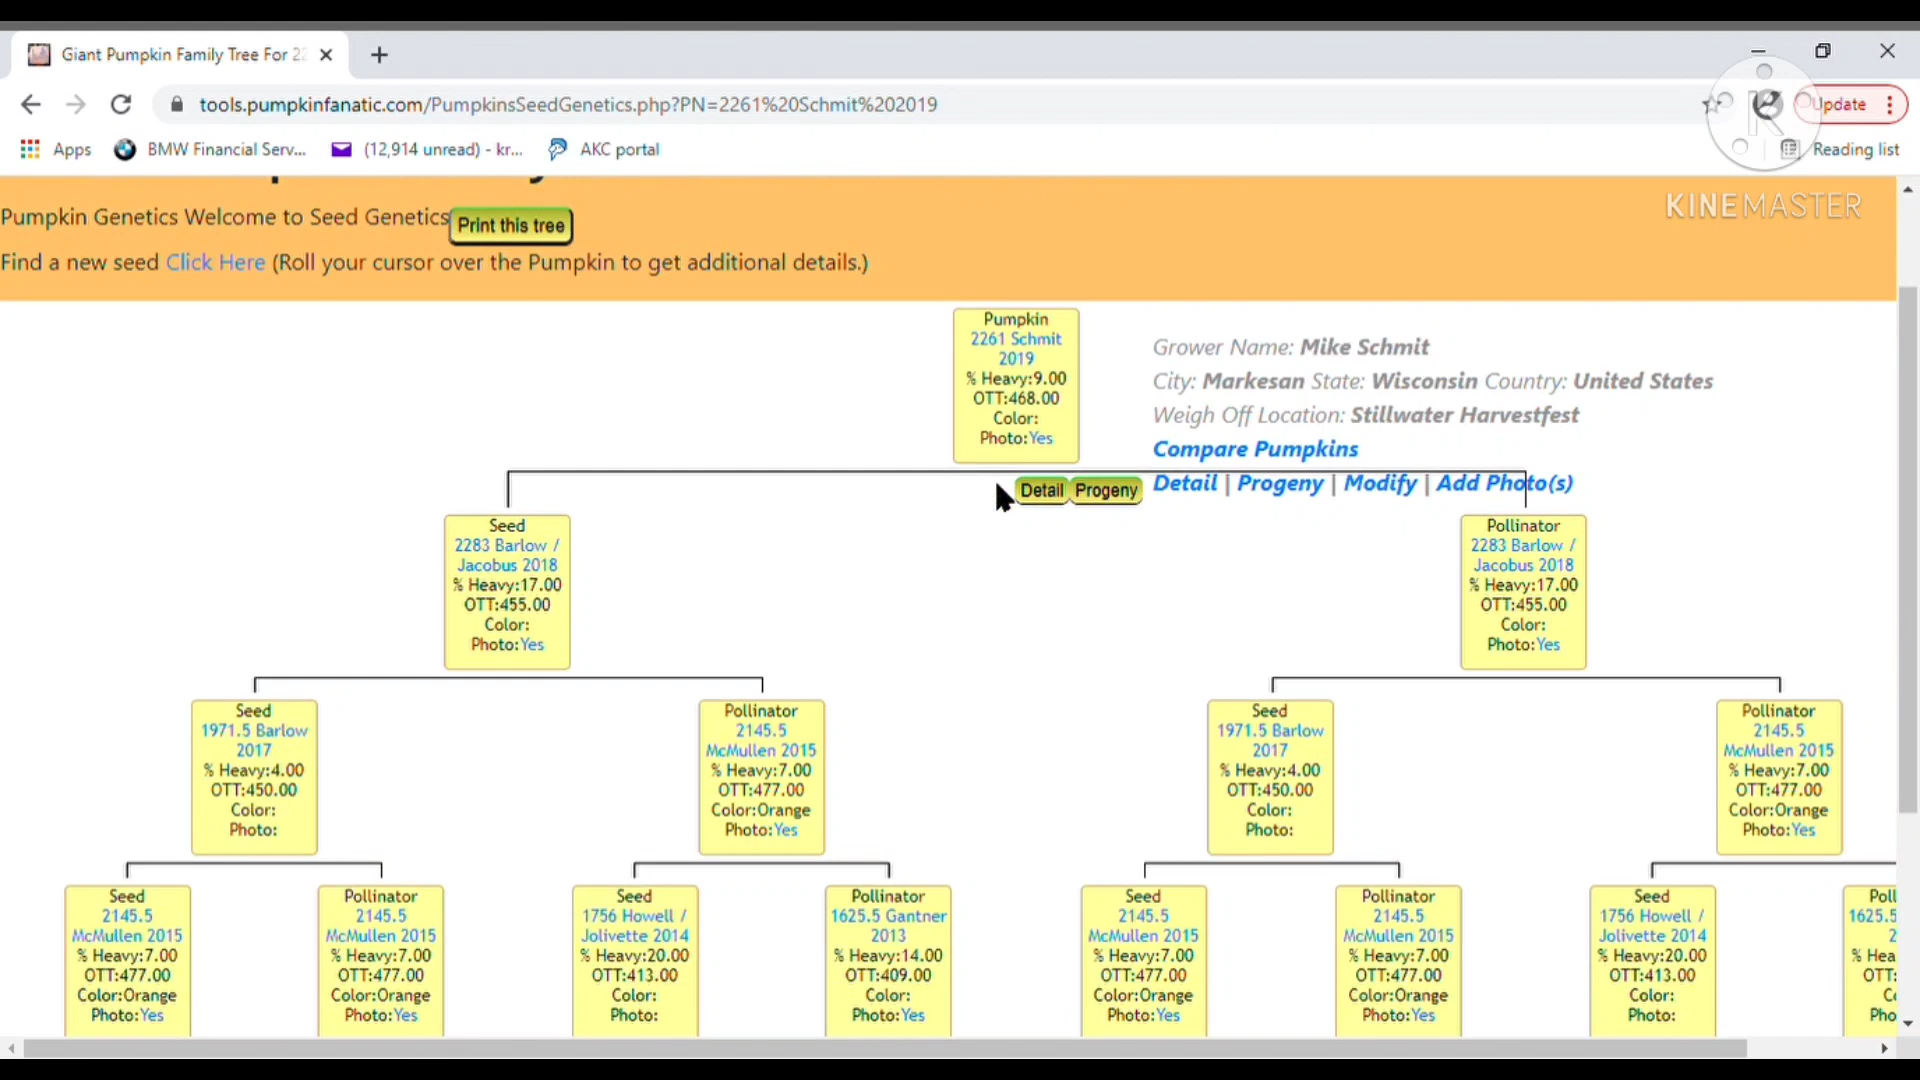 Giant Pumpkin Family Tree For 22
tools.pumpkinfanatic.com/PumpkinsSeedGenetics.php?PN=2261%20Schmit%202019
Update
Apps
BMW Financial Serv...
(12,914 unread) - kr...
AKC portal
Reading list
K
KINEMASTER
Pumpkin Genetics Welcome to Seed Genetics
Print this tree
Find a new seed Click Here (Roll your cursor over the Pumpkin to get additional details.)
Pumpkin
2261 Schmit
2019
% Heavy:9.00
OTT:468.00
Color:
Photo:Yes
Grower Name: Mike Schmit
City: Markesan State: Wisconsin Country: United States
Weigh Off Location: Stillwater Harvestfest
Compare Pumpkins
Detail | Progeny | Modify | Add Photo(s)
Detail
Progeny
Seed
2283 Barlow /
Jacobus 2018
% Heavy:17.00
OTT:455.00
Color:
Photo:Yes
Pollinator
2283 Barlow /
Jacobus 2018
% Heavy:17.00
OTT:455.00
Color:
Photo:Yes
Seed
1971.5 Barlow
2017
% Heavy:4.00
OTT:450.00
Color:
Photo:
Pollinator
2145.5
McMullen 2015
% Heavy:7.00
OTT:477.00
Color:Orange
Photo:Yes
Seed
1971.5 Barlow
2017
% Heavy:4.00
OTT:450.00
Color:
Photo:
Pollinator
2145.5
McMullen 2015
% Heavy:7.00
OTT:477.00
Color:Orange
Photo:Yes
Seed
2145.5
McMullen 2015
% Heavy:7.00
OTT:477.00
Color:Orange
Photo:Yes
Pollinator
2145.5
McMullen 2015
% Heavy:7.00
OTT:477.00
Color:Orange
Photo:Yes
Seed
1756 Howell /
Jolivette 2014
% Heavy:20.00
OTT:413.00
Color:
Photo:
Pollinator
1625.5 Gantner
2013
% Heavy:14.00
OTT:409.00
Color:
Photo:Yes
Seed
2145.5
McMullen 2015
% Heavy:7.00
OTT:477.00
Color:Orange
Photo:Yes
Pollinator
2145.5
McMullen 2015
% Heavy:7.00
OTT:477.00
Color:Orange
Photo:Yes
Seed
1756 Howell /
Jolivette 2014
% Heavy:20.00
OTT:413.00
Color:
Photo:
Poll
1625.5
2
% Hea
OTT:
Co
Pho